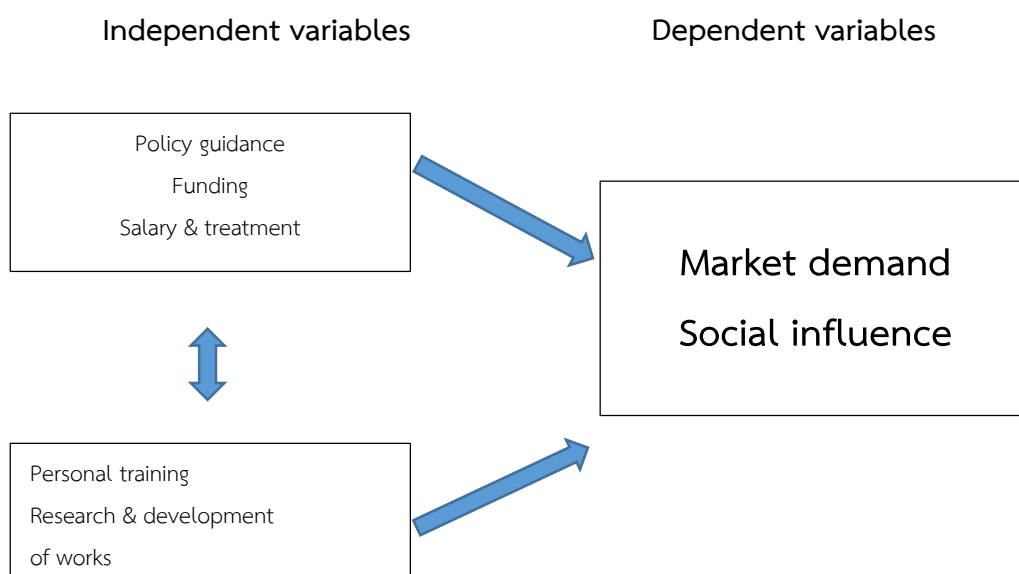 Independent variables
Dependent variables
Policy guidance
Funding
Salary & treatment
Market demand
Social influence
Personal training
Research & development
of works